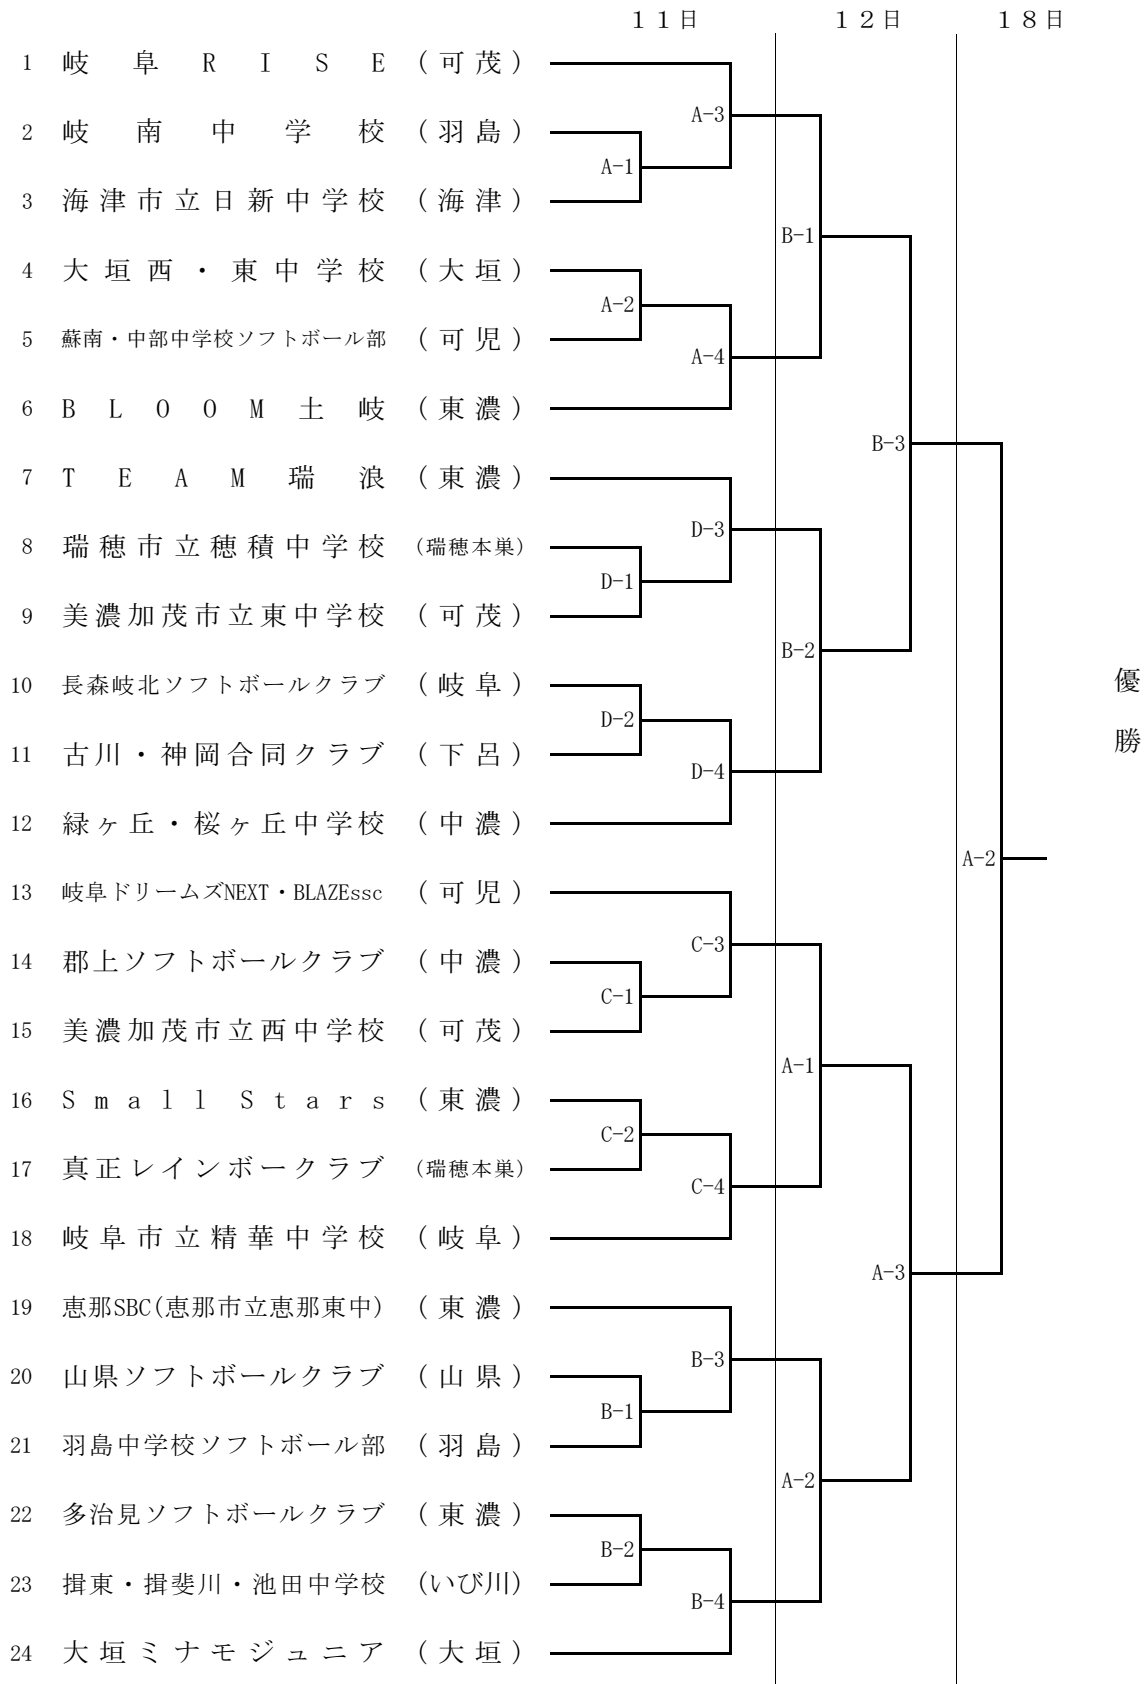 11日 12日 18日
1 岐阜RISE (可茂)
A-3
2 岐南中学校 (羽島)
A-1
3 海津市立日新中学校 (海津)
B-1
4 大垣西・東中学校 (大垣)
A-2
5 蘇南・中部中学校ソフトボール部 (可児)
A-4
6 BLOOM土岐 (東濃)
B-3
7 TEAM瑞浪 (東濃)
D-3
8 瑞穂市立穂積中学校 (瑞穂本巣)
D-1
9 美濃加茂市立東中学校 (可茂)
B-2
10 長森岐北ソフトボールクラブ (岐阜)
D-2
11 古川・神岡合同クラブ (下呂)
D-4
12 緑ヶ丘・桜ヶ丘中学校 (中濃)
A-2
優勝
13 岐阜ドリームズNEXT・BLAZEssc (可児)
C-3
14 郡上ソフトボールクラブ (中濃)
C-1
15 美濃加茂市立西中学校 (可茂)
A-1
16 Small Stars (東濃)
C-2
17 真正レインボークラブ (瑞穂本巣)
C-4
18 岐阜市立精華中学校 (岐阜)
A-3
19 恵那SBC(恵那市立恵那東中) (東濃)
B-3
20 山県ソフトボールクラブ (山県)
B-1
21 羽島中学校ソフトボール部 (羽島)
A-2
22 多治見ソフトボールクラブ (東濃)
B-2
23 揖東・揖斐川・池田中学校 (いび川)
B-4
24 大垣ミナモジュニア (大垣)